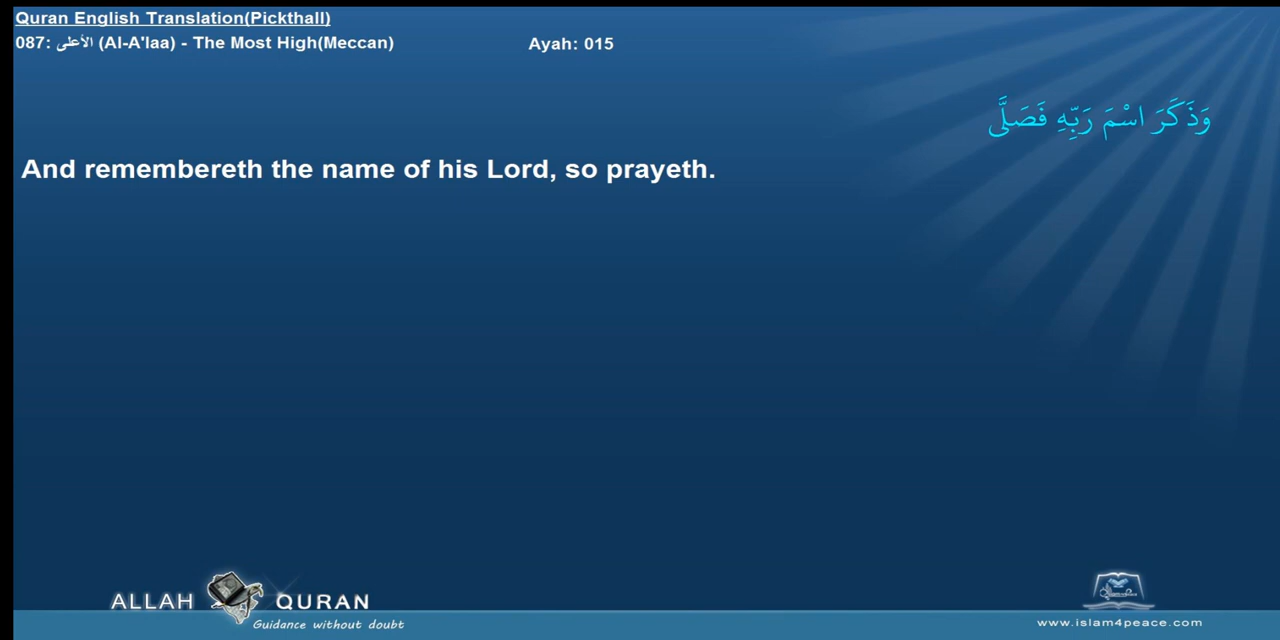 Quran English Translation(Pickthall)
087: الأعلى (Al-A'laa) - The Most High(Meccan) Ayah: 015
وَذَكَرَ اسْمَ رَبِّهِ فَصَلَّى
And remembereth the name of his Lord, so prayeth.
ALLAH QURAN
Guidance without doubt
www.islam4peace.com